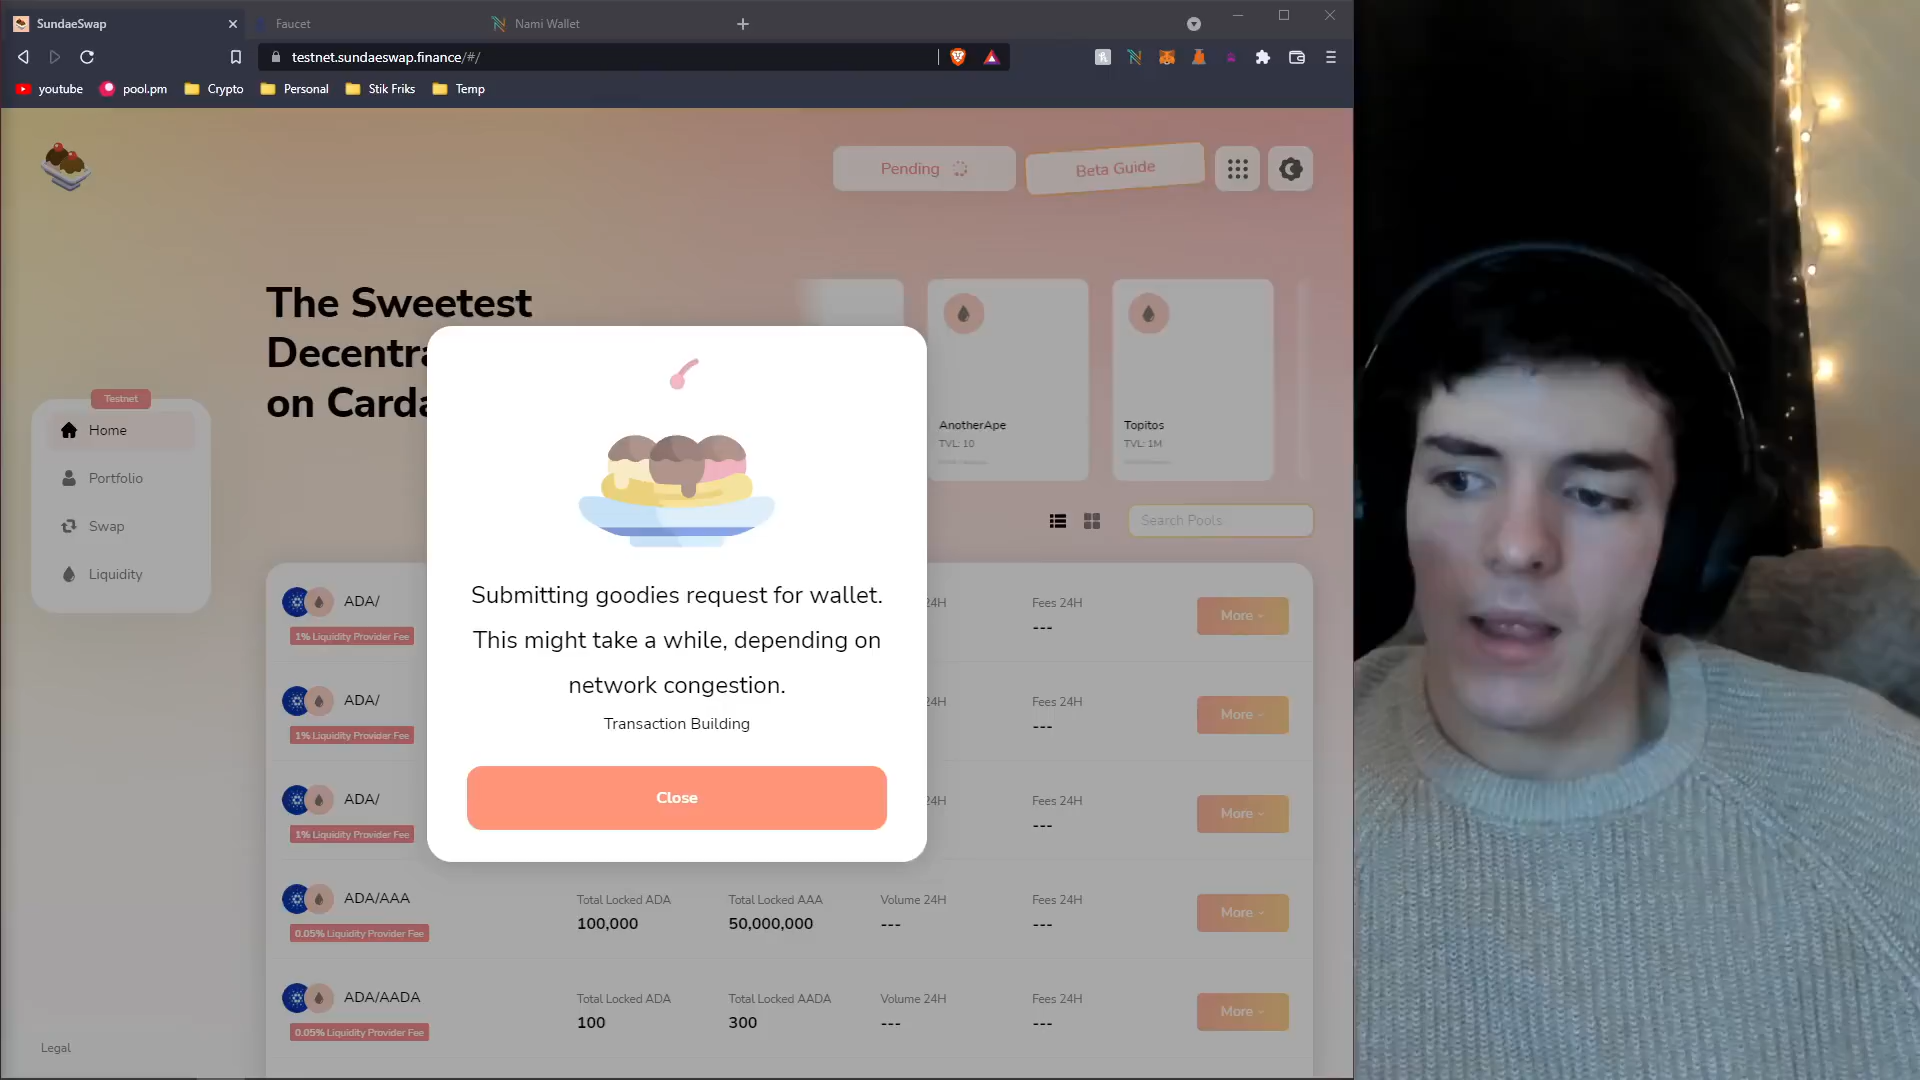 SundaeSwap
Faucet
Nami Wallet
testnet.sundaeswap.finance/#/
youtube
pool.pm
Crypto
Personal
Stik Friks
Temp
Pending
Beta Guide
The Sweetest
Decentra
on Carda
AnotherApe
TVL: 10
Topitos
TVL: 1M
Testnet
Home
Portfolio
Swap
Liquidity
Search Pools
Submitting goodies request for wallet.
This might take a while, depending on
network congestion.
Transaction Building
Close
ADA/
1% Liquidity Provider Fee
24H
Fees 24H
---
More
ADA/
1% Liquidity Provider Fee
24H
Fees 24H
---
More
ADA/
1% Liquidity Provider Fee
24H
Fees 24H
---
More
ADA/AAA
0.05% Liquidity Provider Fee
Total Locked ADA
100,000
Total Locked AAA
50,000,000
Volume 24H
---
Fees 24H
---
More
ADA/AADA
0.05% Liquidity Provider Fee
Total Locked ADA
100
Total Locked AADA
300
Volume 24H
---
Fees 24H
---
More
Legal